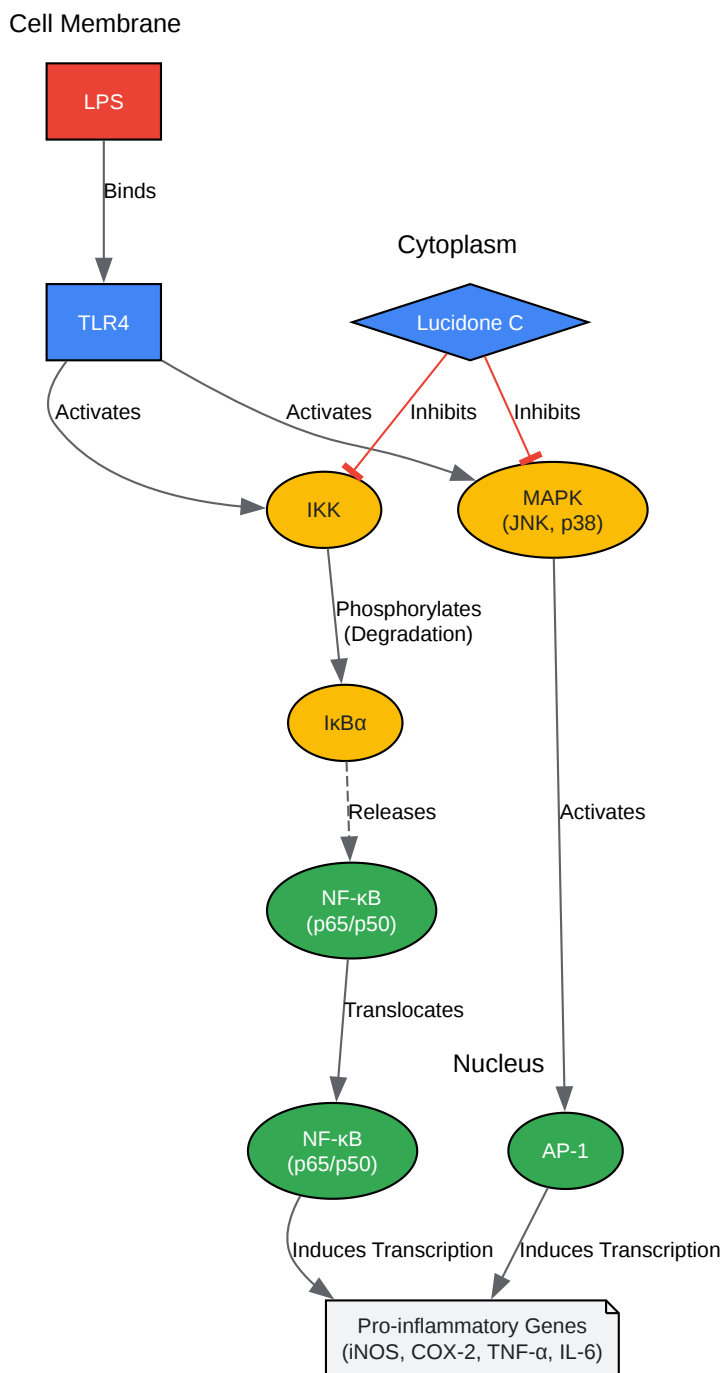 Cell Membrane
LPS
Binds
Cytoplasm
TLR4
Lucidone C
Activates
Activates
Inhibits
Inhibits
IKK
MAPK
(JNK, p38)
Phosphorylates
(Degradation)
IκBα
Releases
Activates
NF-κB
(p65/p50)
Translocates
Nucleus
NF-κB
(p65/p50)
AP-1
Induces Transcription
Induces Transcription
Pro-inflammatory Genes
(iNOS, COX-2, TNF-α, IL-6)